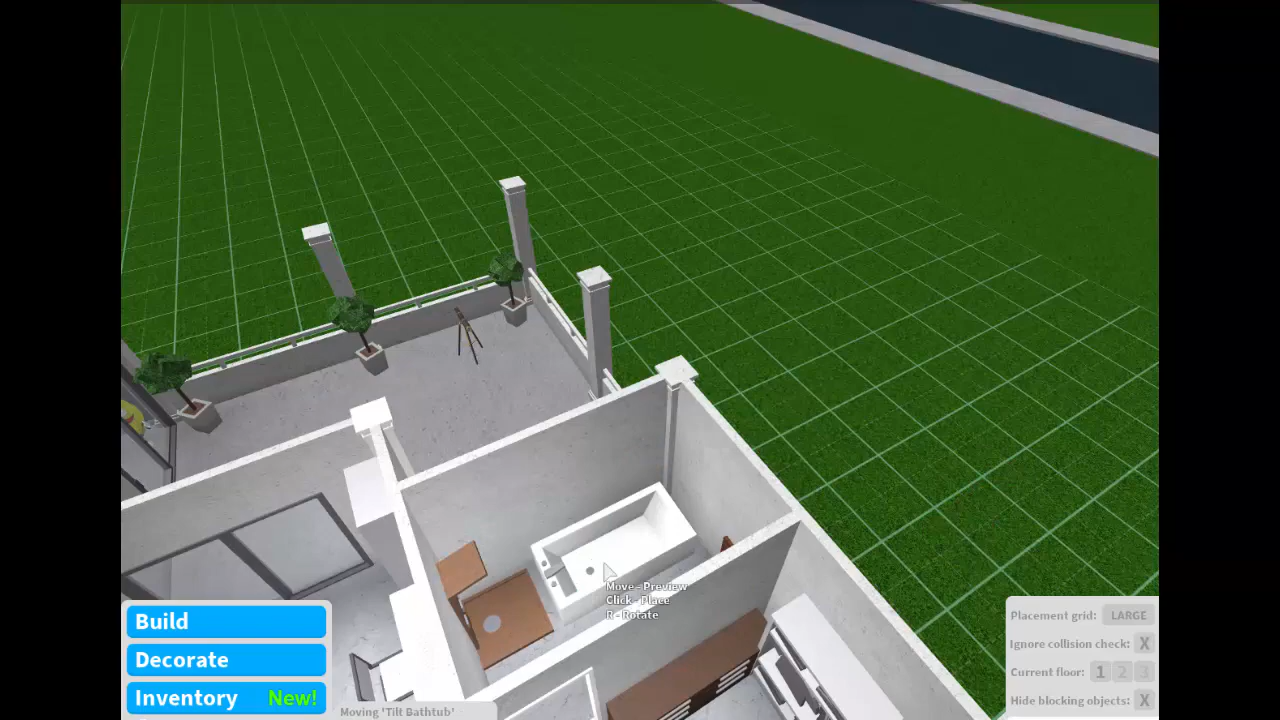 Move - Preview
Click - Place
R - Rotate
Build
Decorate
Inventory New!
Moving 'Tilt Bathtub'
Placement grid: LARGE
Ignore collision check: X
Current floor: 1 2 3
Hide blocking objects: X